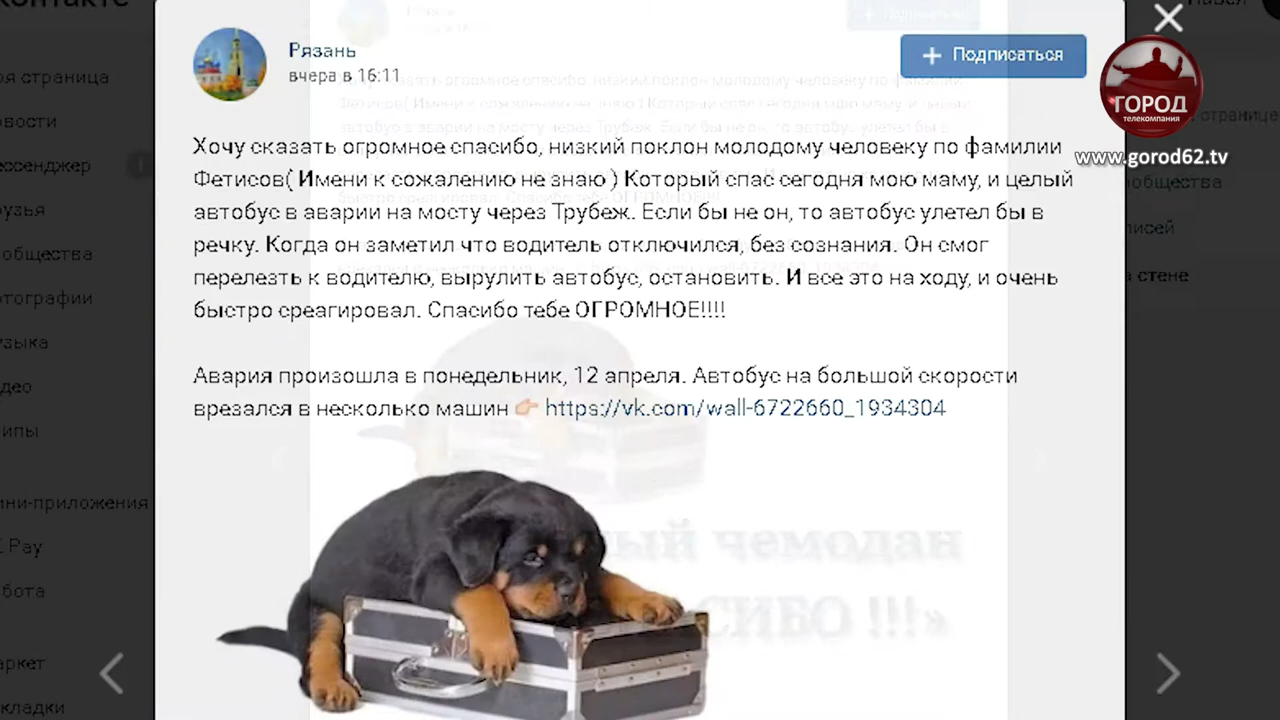 Рязань
вчера в 16:11
Подписаться
ГОРОД
телекомпания
www.gorod62.tv
Хочу сказать огромное спасибо, низкий поклон молодому человеку по фамилии
Фетисов( Имени к сожалению не знаю ) Который спас сегодня мою маму, и целый
автобус в аварии на мосту через Трубеж. Если бы не он, то автобус улетел бы в
речку. Когда он заметил что водитель отключился, без сознания. Он смог
перелезть к водителю, вырулить автобус, остановить. И все это на ходу, и очень
быстро среагировал. Спасибо тебе ОГРОМНОЕ!!!!
Авария произошла в понедельник, 12 апреля. Автобус на большой скорости
врезался в несколько машин 👉 https://vk.com/wall-6722660_1934304
чемодан
!!!»
страница
Pay
стене